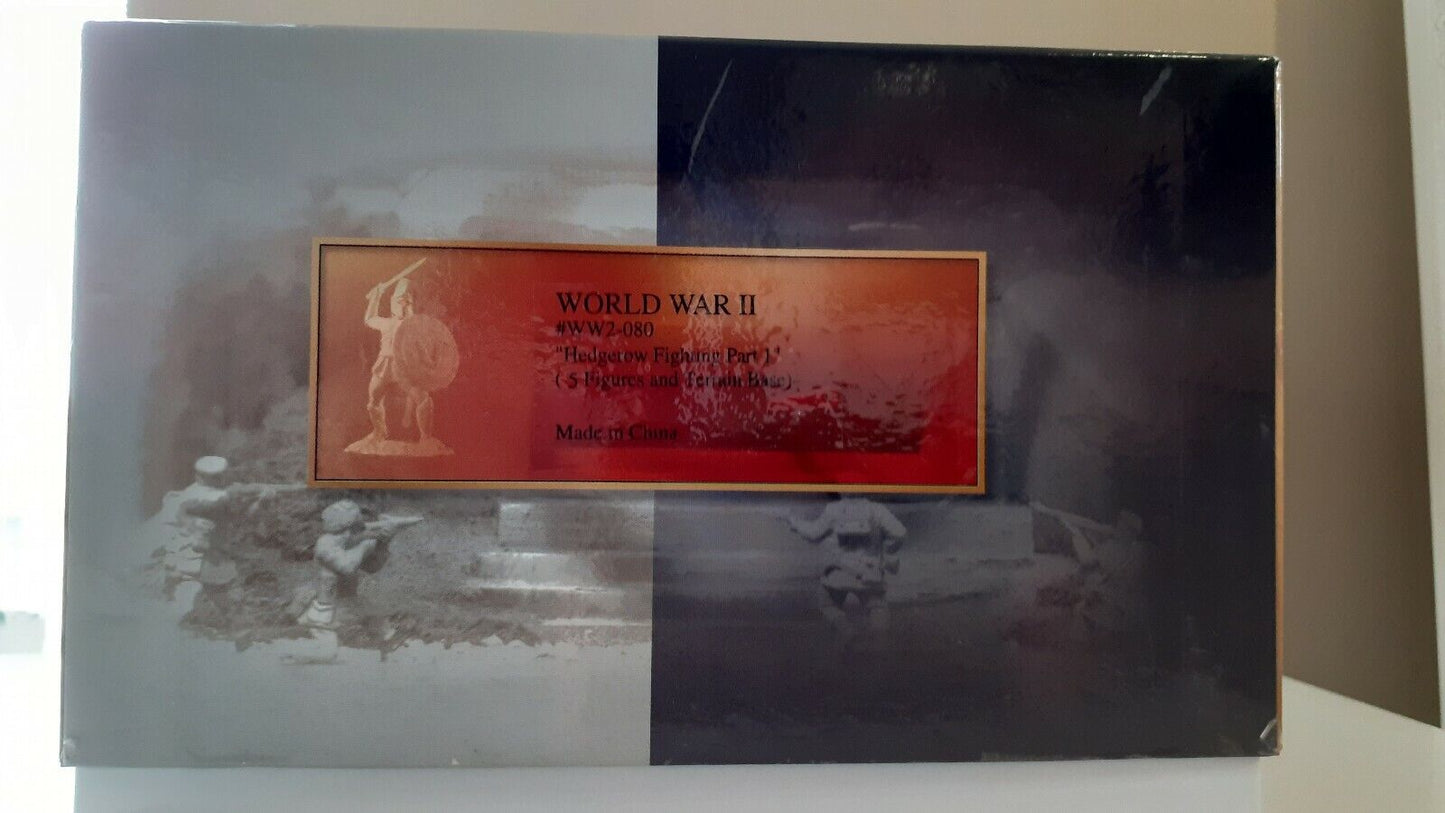 WORLD WAR II
#WW2-080
"Hedgerow Fighting Part 1"
( 5 Figures and Terrain Base)
Made in China